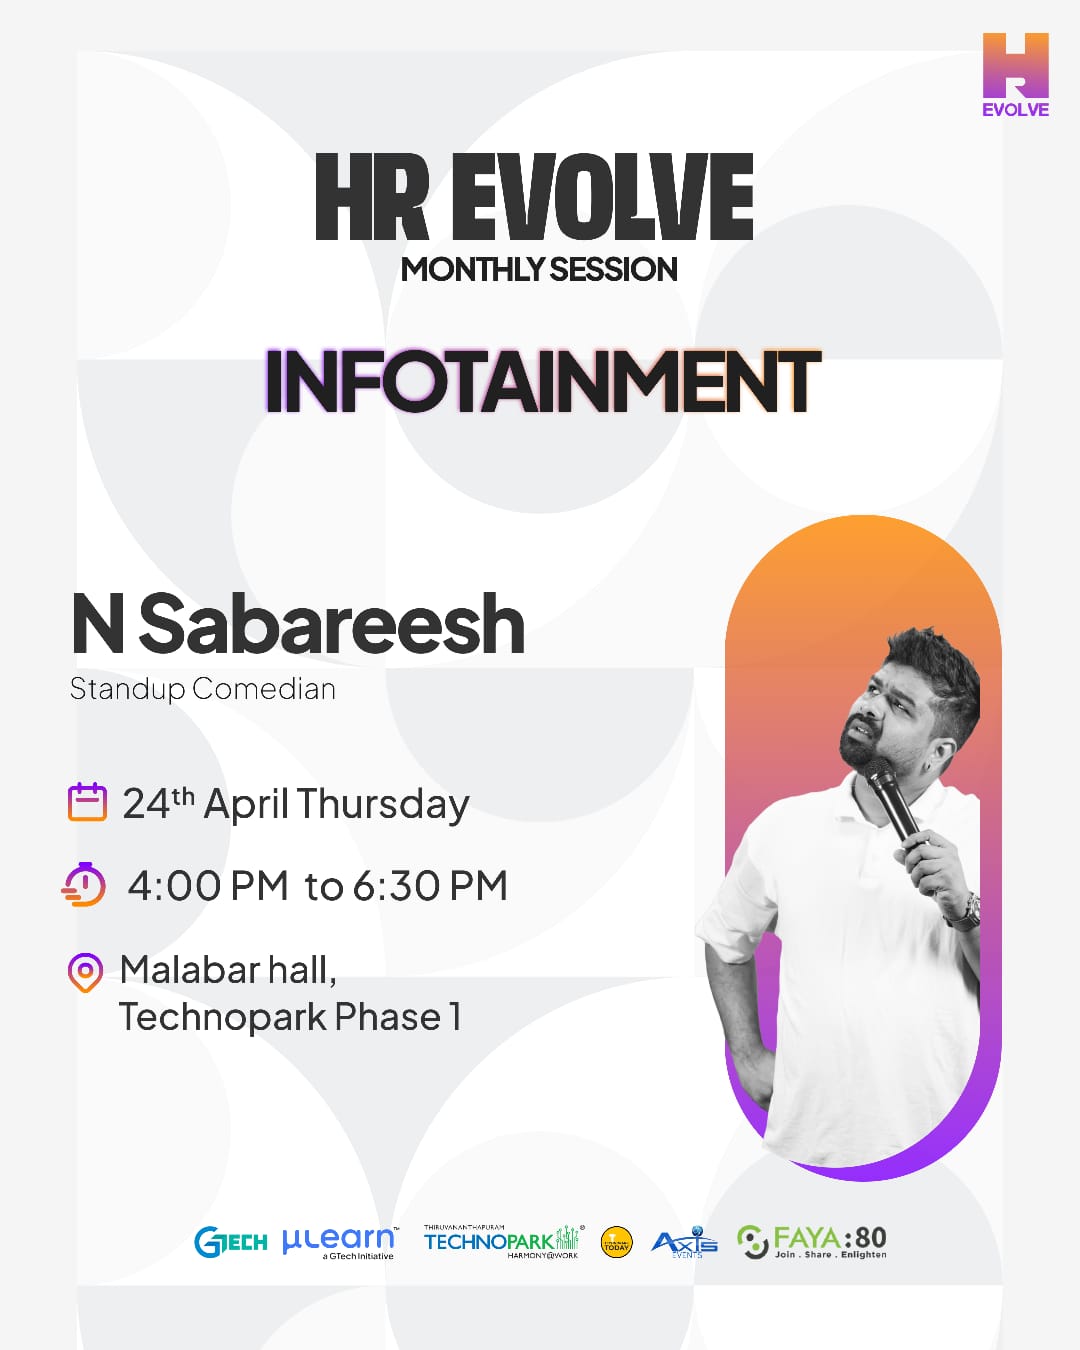 HR
EVOLVE
HR EVOLVE
MONTHLY SESSION
INFOTAINMENT
N Sabareesh
Standup Comedian
24th April Thursday
4:00 PM to 6:30 PM
Malabar hall,
Technopark Phase 1
GTECH
µLearn™
a GTech Initiative
THIRUVANANTHAPURAM
TECHNOPARK®
HARMONY@WORK
TODAY
AXIS
EVENTS
FAYA:80
Join . Share . Enlighten